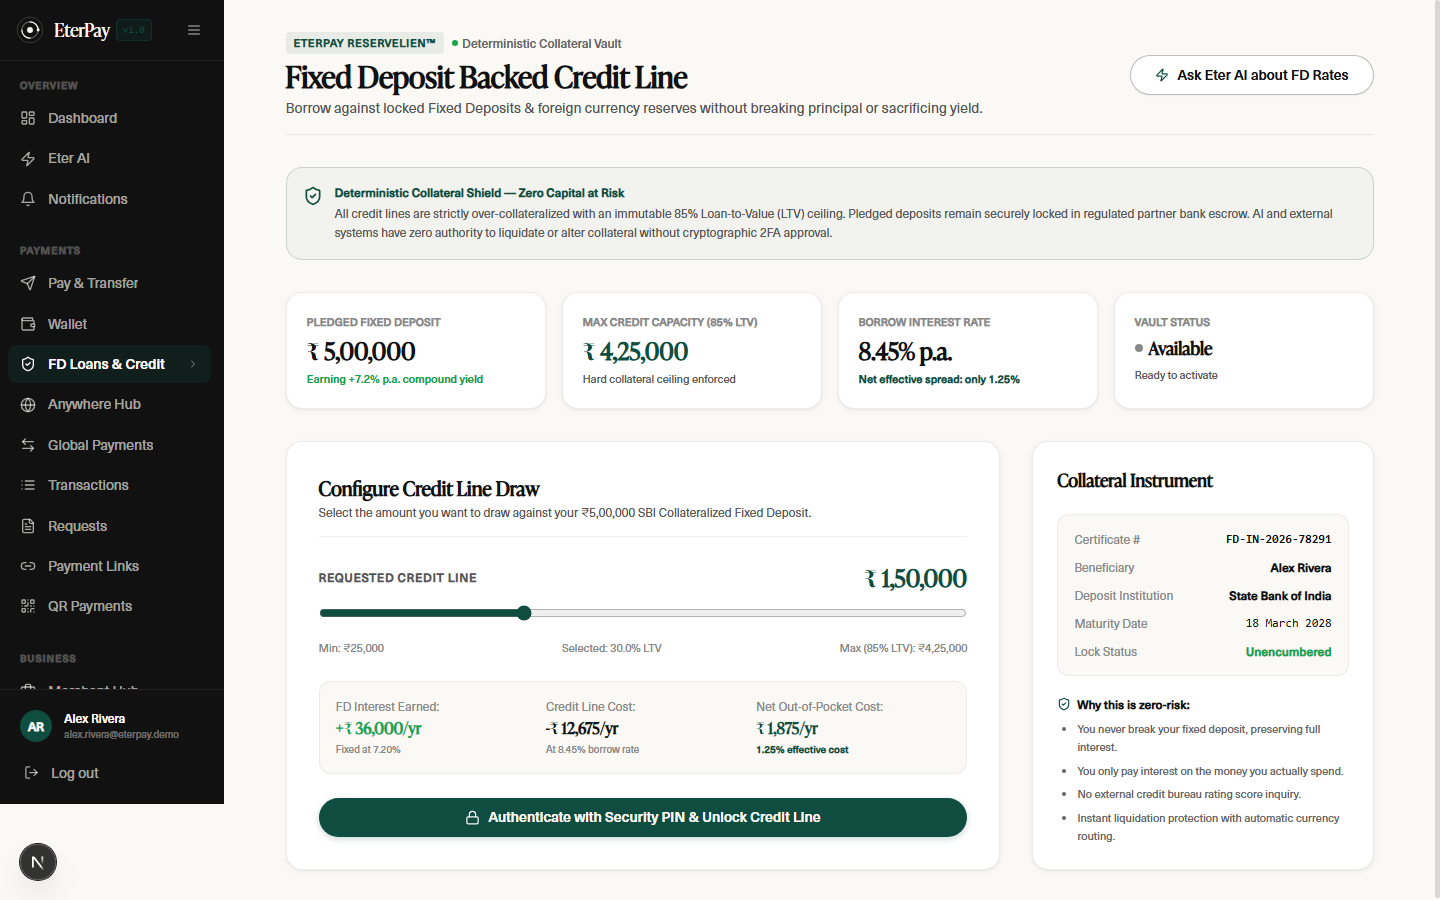 EterPay v1.0
OVERVIEW
Dashboard
Eter AI
Notifications
PAYMENTS
Pay & Transfer
Wallet
FD Loans & Credit
Anywhere Hub
Global Payments
Transactions
Requests
Payment Links
QR Payments
BUSINESS
Merchant Hub
AR
Alex Rivera
alex.rivera@eterpay.demo
Log out
N
ETERPAY RESERVELIEN™ Deterministic Collateral Vault
Fixed Deposit Backed Credit Line
Borrow against locked Fixed Deposits & foreign currency reserves without breaking principal or sacrificing yield.
Ask Eter AI about FD Rates
Deterministic Collateral Shield — Zero Capital at Risk
All credit lines are strictly over-collateralized with an immutable 85% Loan-to-Value (LTV) ceiling. Pledged deposits remain securely locked in regulated partner bank escrow. AI and external
systems have zero authority to liquidate or alter collateral without cryptographic 2FA approval.
PLEDGED FIXED DEPOSIT
₹ 5,00,000
Earning +7.2% p.a. compound yield
MAX CREDIT CAPACITY (85% LTV)
₹ 4,25,000
Hard collateral ceiling enforced
BORROW INTEREST RATE
8.45% p.a.
Net effective spread: only 1.25%
VAULT STATUS
Available
Ready to activate
Configure Credit Line Draw
Select the amount you want to draw against your ₹5,00,000 SBI Collateralized Fixed Deposit.
REQUESTED CREDIT LINE ₹ 1,50,000
Min: ₹25,000 Selected: 30.0% LTV Max (85% LTV): ₹4,25,000
FD Interest Earned:
+₹ 36,000/yr
Fixed at 7.20%
Credit Line Cost:
-₹ 12,675/yr
At 8.45% borrow rate
Net Out-of-Pocket Cost:
₹ 1,875/yr
1.25% effective cost
Authenticate with Security PIN & Unlock Credit Line
Collateral Instrument
Certificate # FD-IN-2026-78291
Beneficiary Alex Rivera
Deposit Institution State Bank of India
Maturity Date 18 March 2028
Lock Status Unencumbered
Why this is zero-risk:
• You never break your fixed deposit, preserving full
interest.
• You only pay interest on the money you actually spend.
• No external credit bureau rating score inquiry.
• Instant liquidation protection with automatic currency
routing.